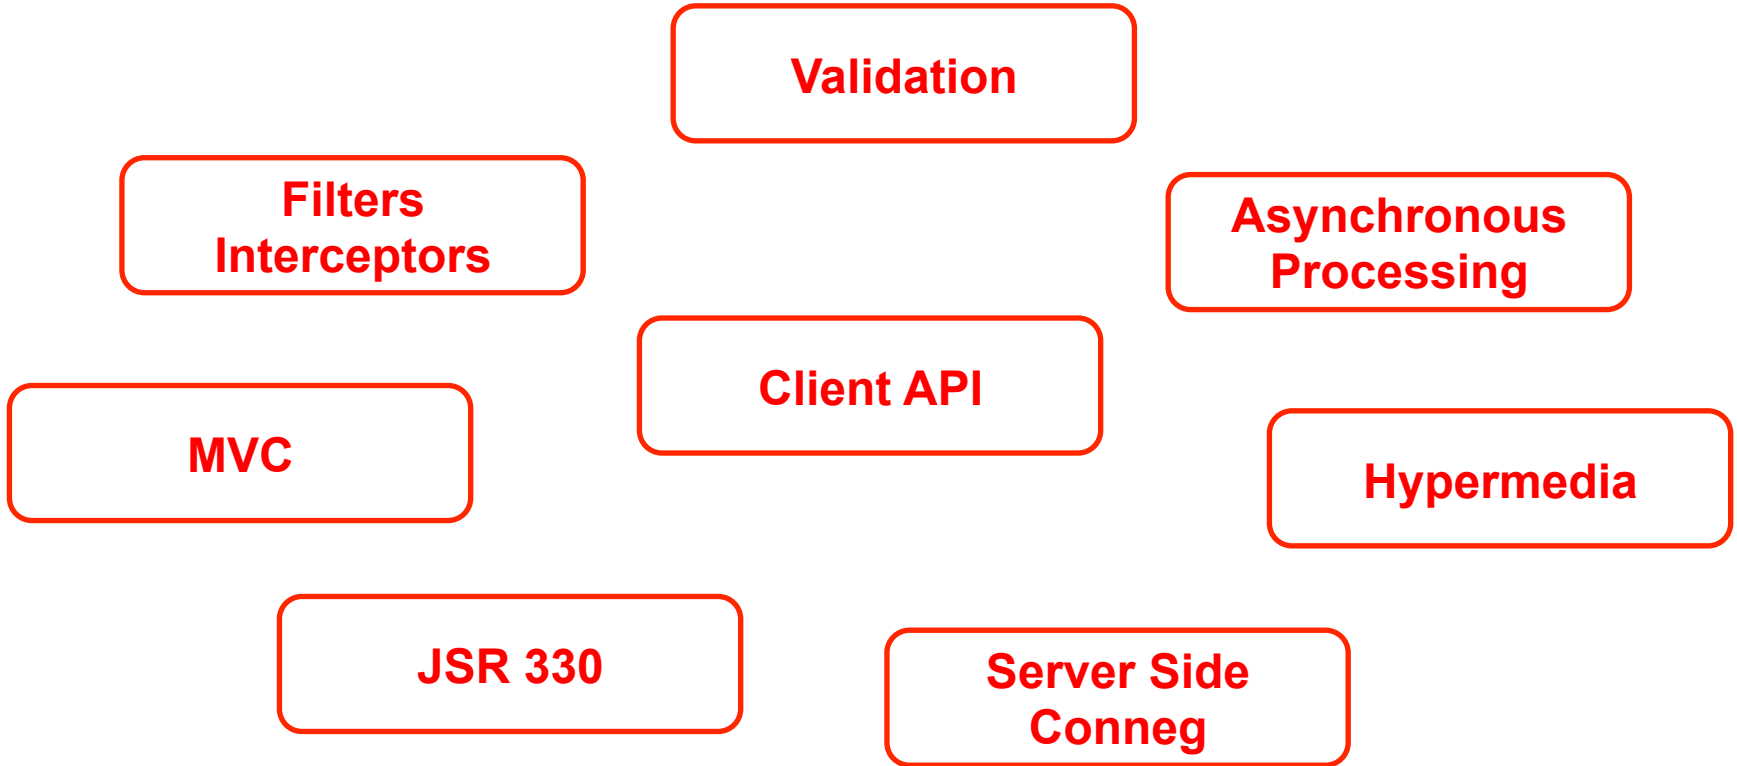 Validation
Filters
Interceptors
Asynchronous
Processing
Client API
MVC
Hypermedia
JSR 330
Server Side
Conneg